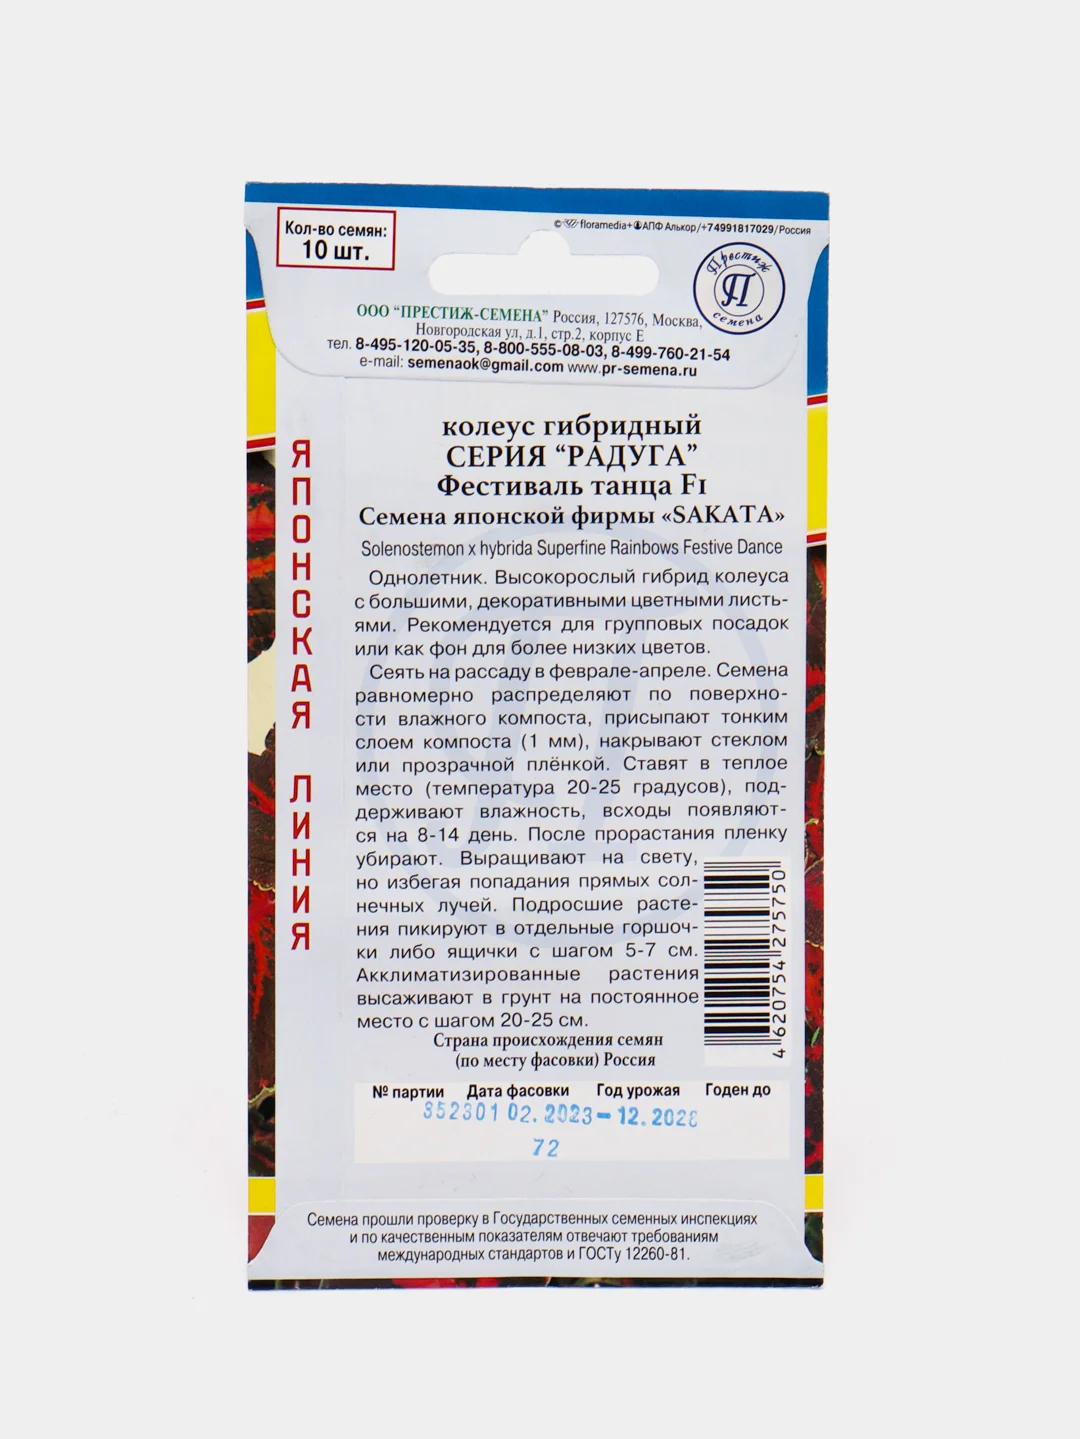 Кол-во семян:
10 шт.
© floramedia+ АПФ Алькор/+74991817029/Россия
Престиж
П
семена
ООО “ПРЕСТИЖ-СЕМЕНА” Россия, 127576, Москва,
Новгородская ул, д.1, стр.2, корпус Е
тел. 8-495-120-05-35, 8-800-555-08-03, 8-499-760-21-54
e-mail: semenaok@gmail.com www.pr-semena.ru
ЯПОНСКАЯ ЛИНИЯ
колеус гибридный
СЕРИЯ “РАДУГА”
Фестиваль танца F1
Семена японской фирмы «SAKATA»
Solenostemon x hybrida Superfine Rainbows Festive Dance
Однолетник. Высокорослый гибрид колеуса
с большими, декоративными цветными листь-
ями. Рекомендуется для групповых посадок
или как фон для более низких цветов.
Сеять на рассаду в феврале-апреле. Семена
равномерно распределяют по поверхно-
сти влажного компоста, присыпают тонким
слоем компоста (1 мм), накрывают стеклом
или прозрачной плёнкой. Ставят в теплое
место (температура 20-25 градусов), под-
держивают влажность, всходы появляют-
ся на 8-14 день. После прорастания пленку
убирают. Выращивают на свету,
но избегая попадания прямых сол-
нечных лучей. Подросшие расте-
ния пикируют в отдельные горшоч-
ки либо ящички с шагом 5-7 см.
Акклиматизированные растения
высаживают в грунт на постоянное
место с шагом 20-25 см.
4 620754 275750
Страна происхождения семян
(по месту фасовки) Россия
№ партии Дата фасовки Год урожая Годен до
352301 02. 2023 – 12. 2028
72
Семена прошли проверку в Государственных семенных инспекциях
и по качественным показателям отвечают требованиям
международных стандартов и ГОСТу 12260-81.